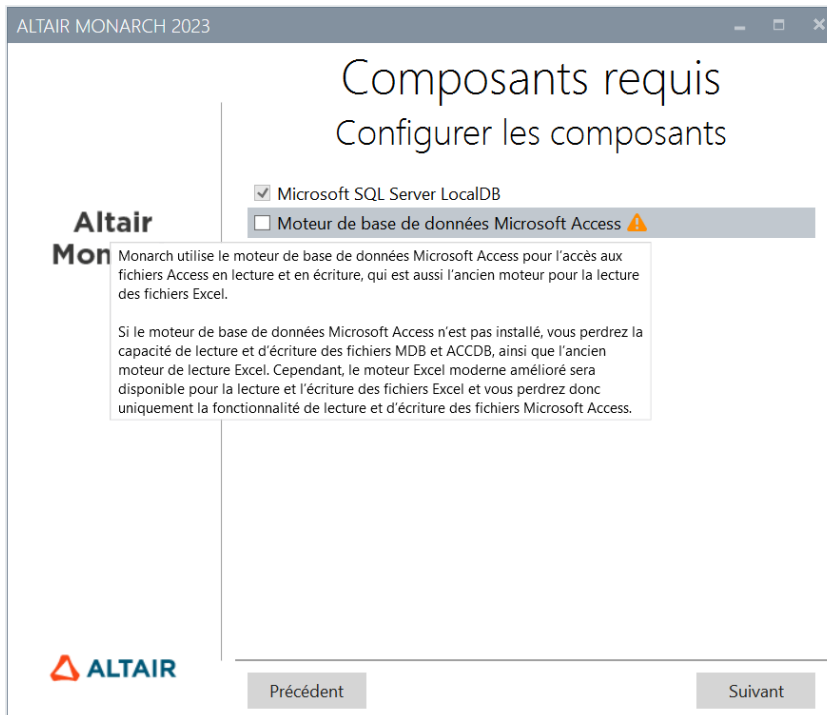 ALTAIR MONARCH 2023
Composants requis
Configurer les composants
Microsoft SQL Server LocalDB
Moteur de base de données Microsoft Access
Altair
Mon
Monarch utilise le moteur de base de données Microsoft Access pour l'accès aux
fichiers Access en lecture et en écriture, qui est aussi l'ancien moteur pour la lecture
des fichiers Excel.
Si le moteur de base de données Microsoft Access n'est pas installé, vous perdrez la
capacité de lecture et d'écriture des fichiers MDB et ACCDB, ainsi que l'ancien
moteur de lecture Excel. Cependant, le moteur Excel moderne amélioré sera
disponible pour la lecture et l'écriture des fichiers Excel et vous perdrez donc
uniquement la fonctionnalité de lecture et d'écriture des fichiers Microsoft Access.
ALTAIR
Précédent
Suivant